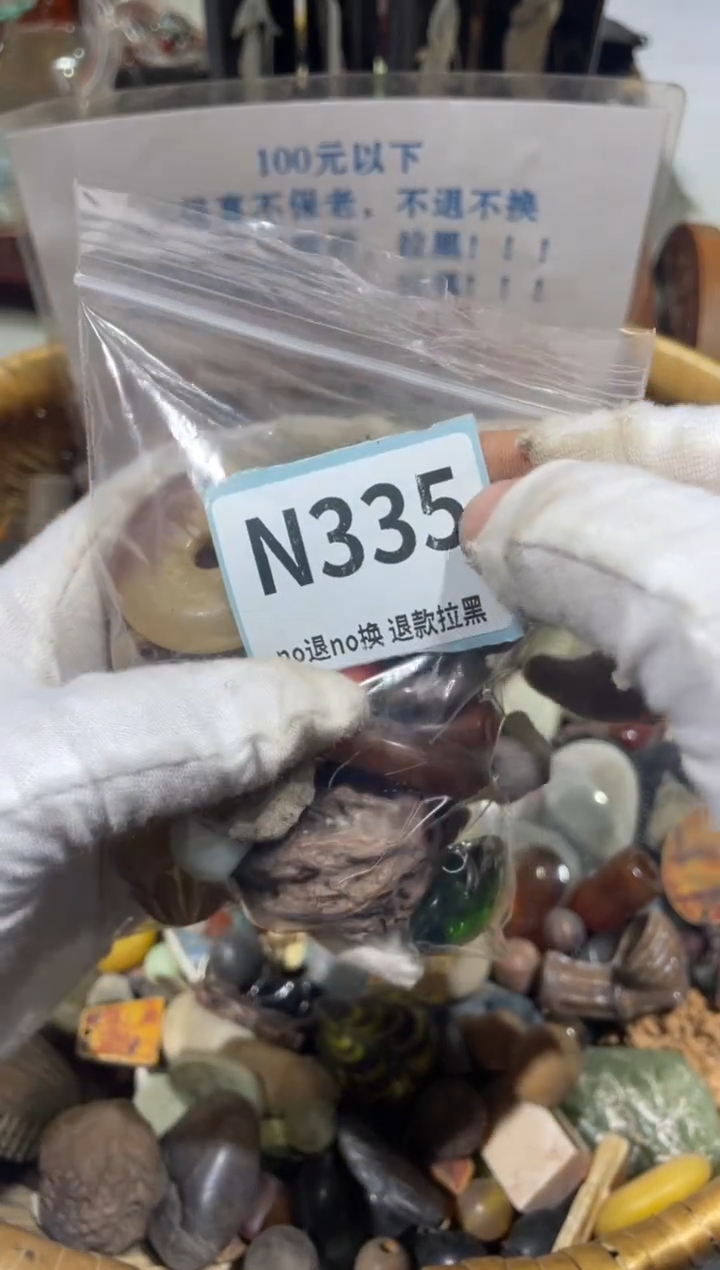 100元以下
不保老，不退不换
拉黑！！！
！！！
N335
no退no换 退款拉黑